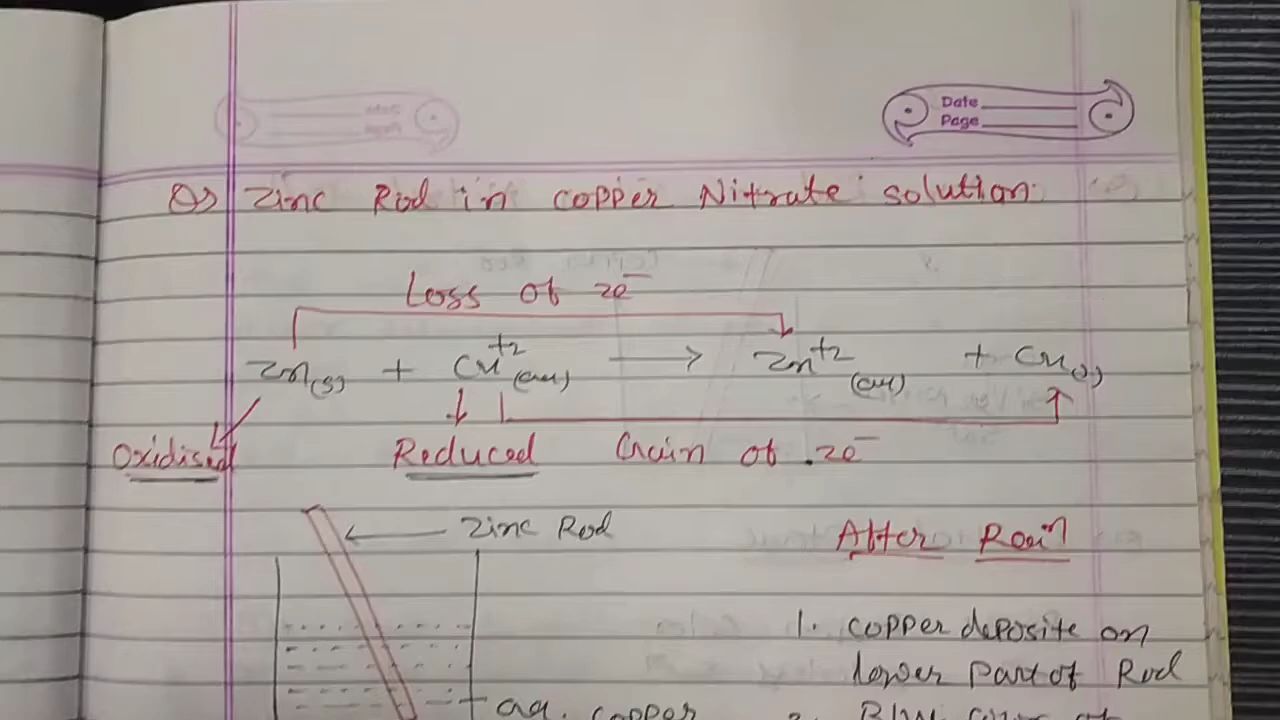 Date
Page
Q) Zinc Rod in copper Nitrate solution
Loss of 2e⁻
Zn(s) + Cu⁺²(aq) → Zn⁺²(aq) + Cu(s)
Oxidised Reduced Gain of 2e⁻
Zinc Rod
After Rxn
1. copper deposite on
lower part of Rod
aq. copper